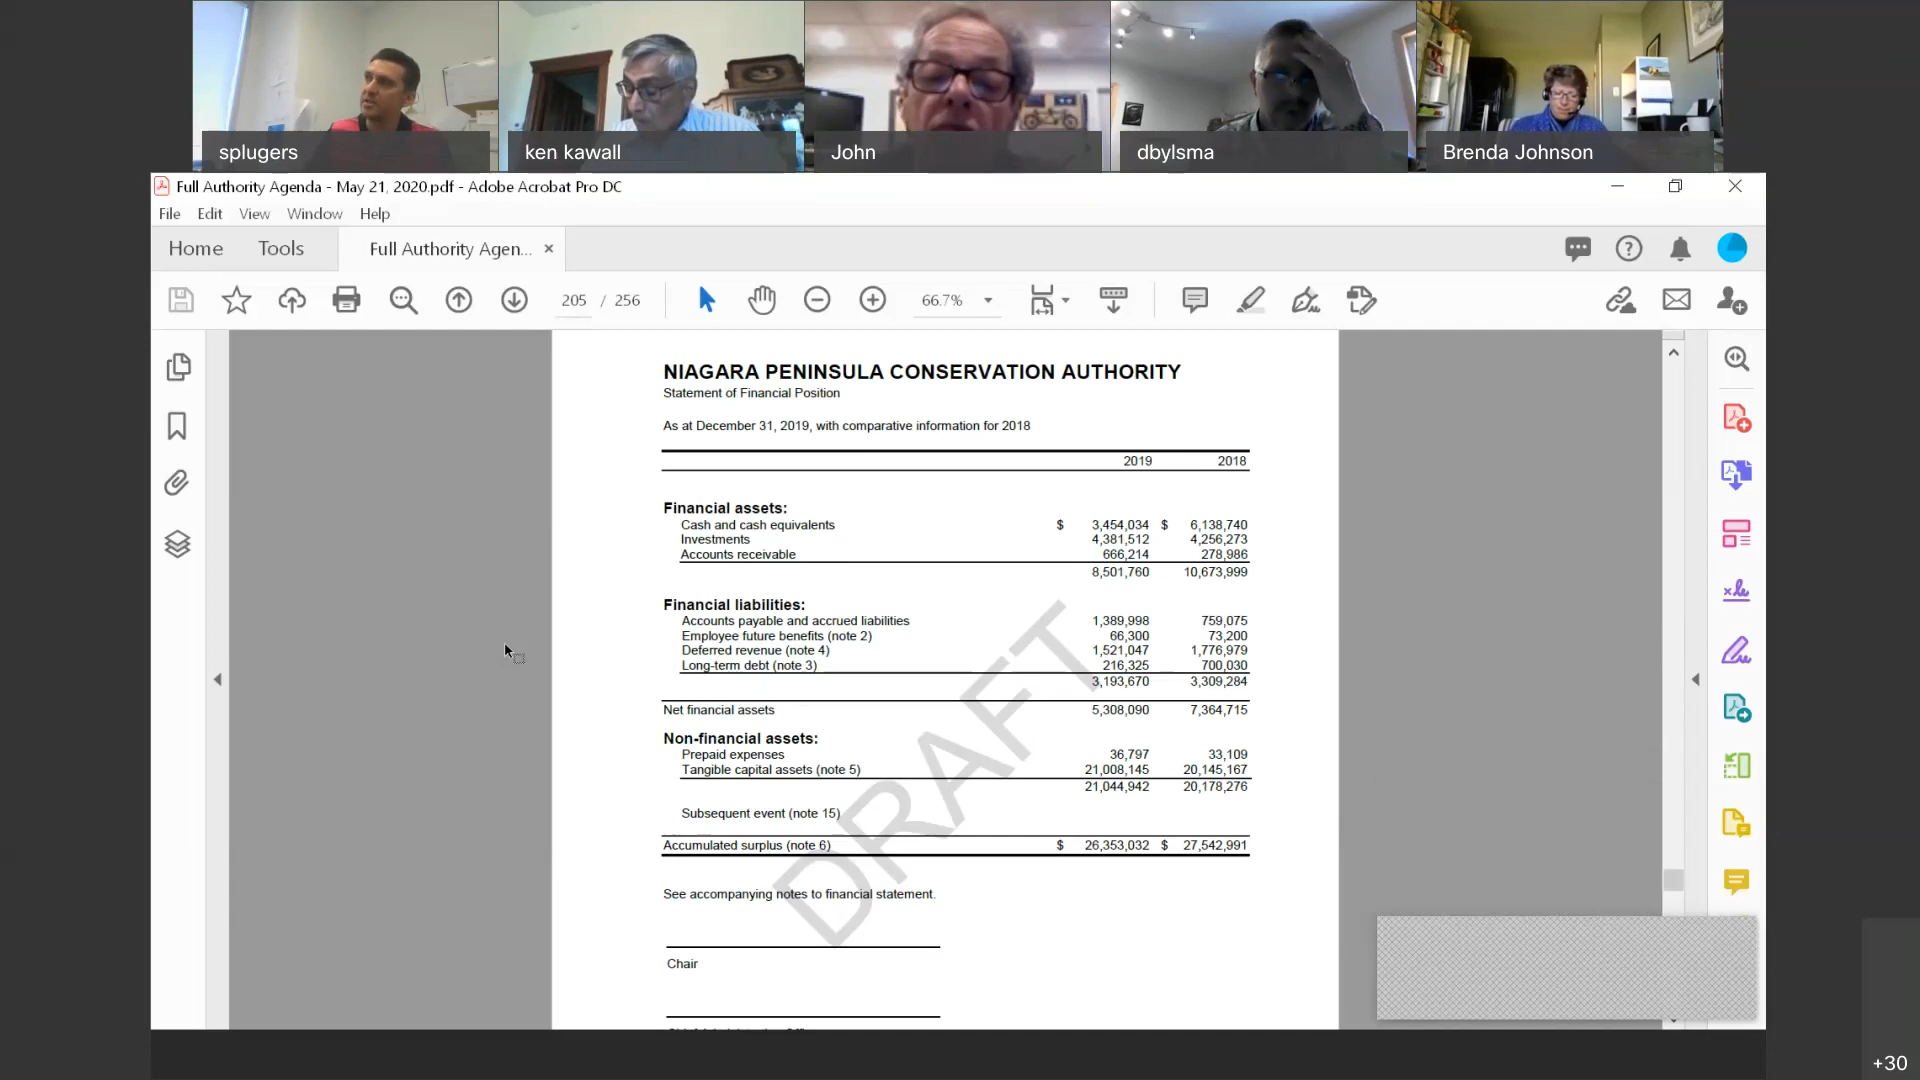 splugers
ken kawall
John
dbylsma
Brenda Johnson
Full Authority Agenda - May 21, 2020.pdf - Adobe Acrobat Pro DC
File Edit View Window Help
Home Tools Full Authority Agen... ×
205 / 256 66.7%
NIAGARA PENINSULA CONSERVATION AUTHORITY
Statement of Financial Position
As at December 31, 2019, with comparative information for 2018
2019 2018
Financial assets:
Cash and cash equivalents $ 3,454,034 $ 6,138,740
Investments 4,381,512 4,256,273
Accounts receivable 666,214 278,986
8,501,760 10,673,999
Financial liabilities:
Accounts payable and accrued liabilities 1,389,998 759,075
Employee future benefits (note 2) 66,300 73,200
Deferred revenue (note 4) 1,521,047 1,776,979
Long-term debt (note 3) 216,325 700,030
3,193,670 3,309,284
Net financial assets 5,308,090 7,364,715
Non-financial assets:
Prepaid expenses 36,797 33,109
Tangible capital assets (note 5) 21,008,145 20,145,167
21,044,942 20,178,276
Subsequent event (note 15)
Accumulated surplus (note 6) $ 26,353,032 $ 27,542,991
See accompanying notes to financial statement.
DRAFT
Chair
+30